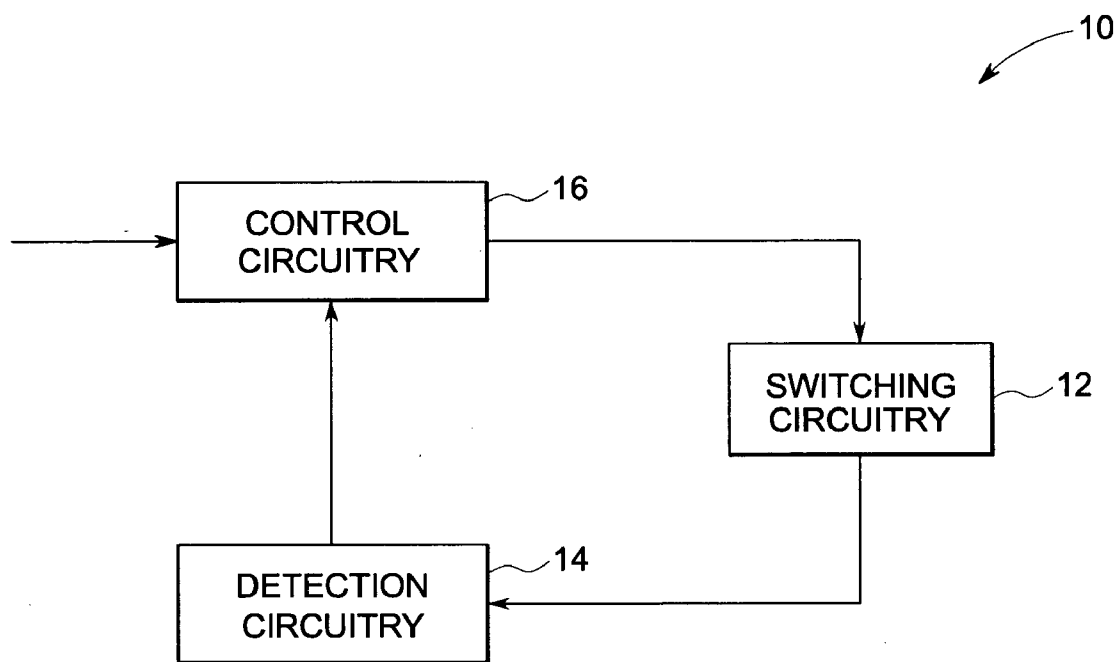 10
16
CONTROL
CIRCUITRY
SWITCHING
CIRCUITRY
12
14
DETECTION
CIRCUITRY